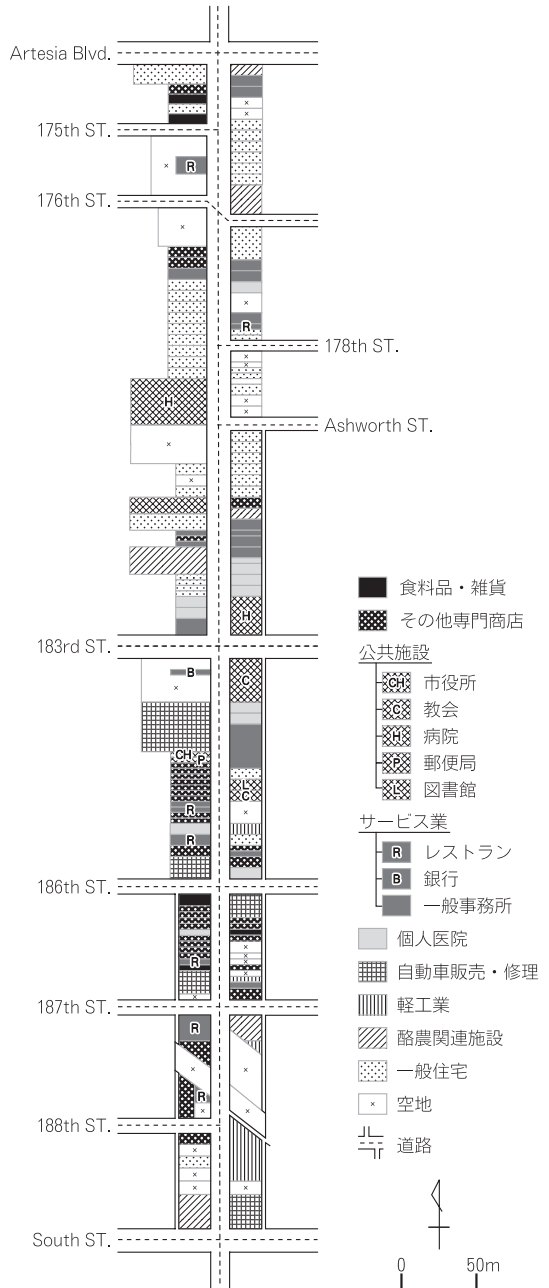 Artesia Blvd.
175th ST.
R
176th ST.
R
178th ST.
H
Ashworth ST.
H
183rd ST.
B
C
CH P
L
C
R
R
186th ST.
R
187th ST.
R
R
188th ST.
South ST.
食料品・雑貨
その他専門商店
公共施設
CH 市役所
C 教会
H 病院
P 郵便局
L 図書館
サービス業
R レストラン
B 銀行
一般事務所
個人医院
自動車販売・修理
軽工業
酪農関連施設
一般住宅
空地
道路
0 50m